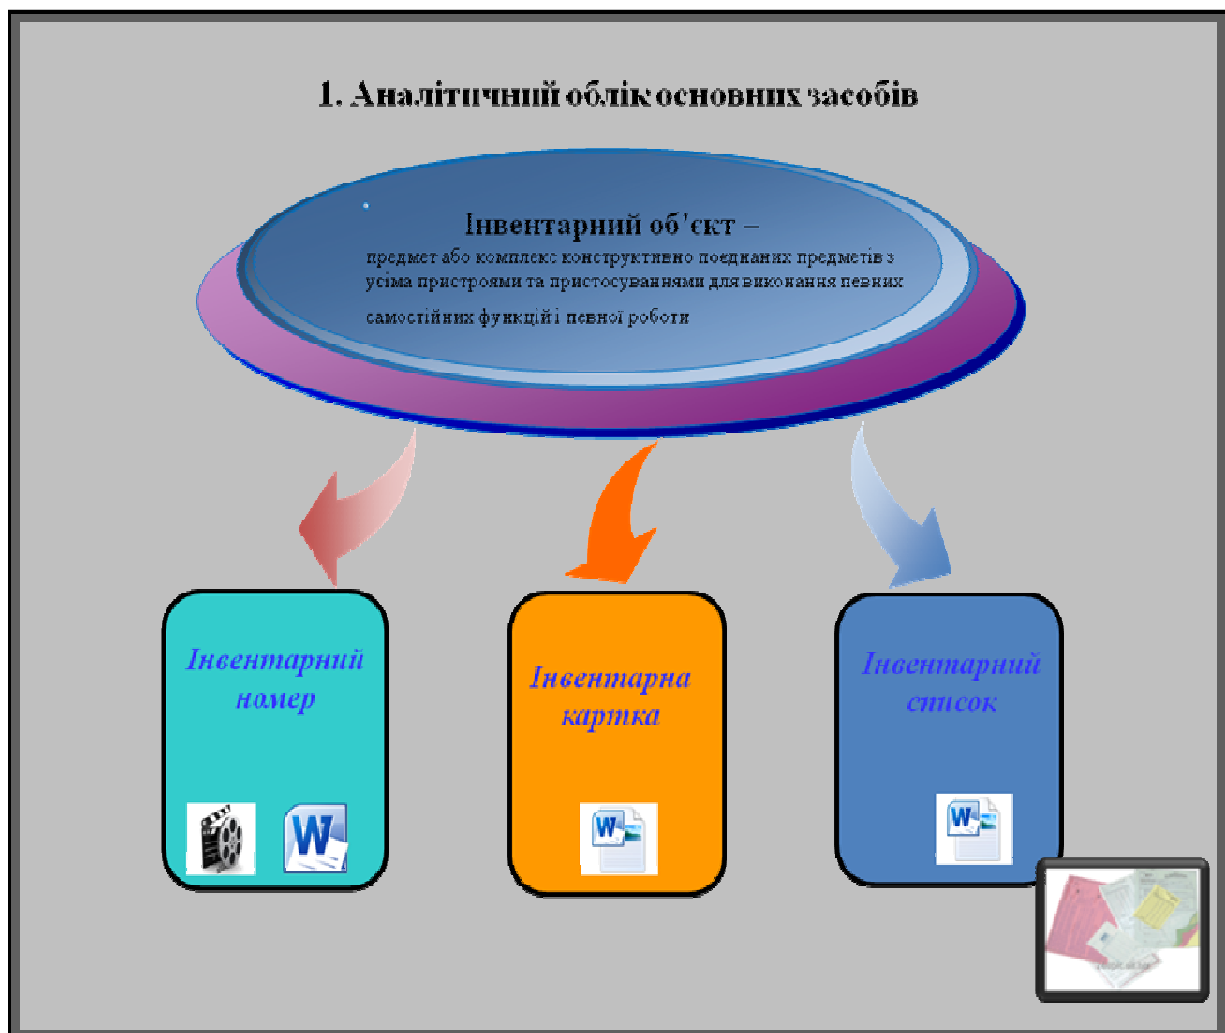 1. Аналітичний облік основних засобів
Інвентарний об'єкт –
предмет або комплекс конструктивно поєднаних предметів з
усіма пристроями та пристосуваннями для виконання певних
самостійних функцій і певної роботи
Інвентарний
номер
Інвентарна
картка
Інвентарний
список
W
W
W